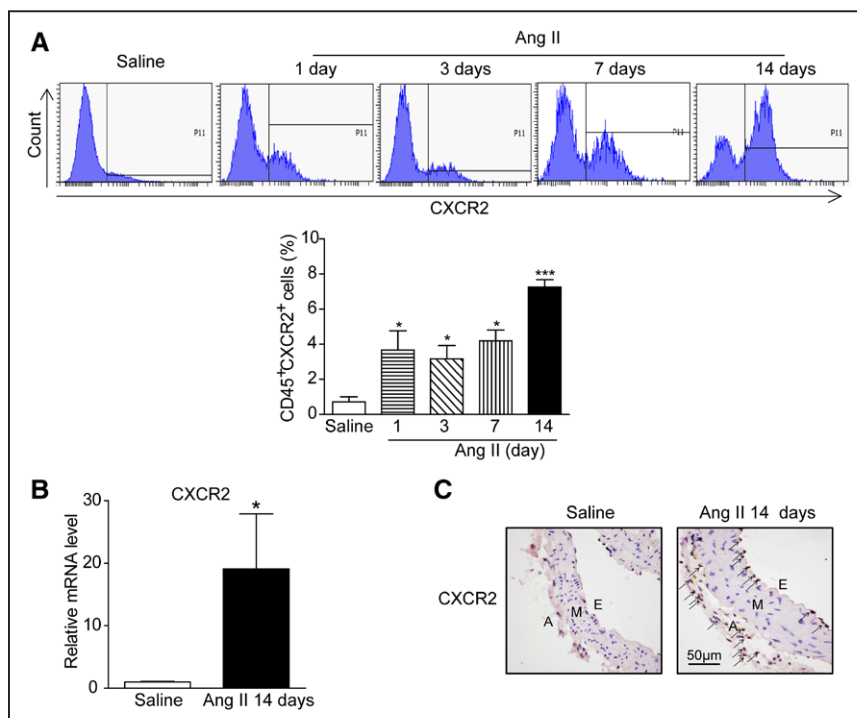 A
Ang II
Saline
1 day
3 days
7 days
14 days
Count
P11
P11
P11
P11
P11
CXCR2
CD45+CXCR2+ cells (%)
10
8
6
4
2
0
*
*
*
***
Saline
1
3
7
14
Ang II (day)
B
CXCR2
Relative mRNA level
30
20
10
0
*
Saline
Ang II 14 days
C
Saline
Ang II 14 days
CXCR2
A
M
E
A
M
E
50μm